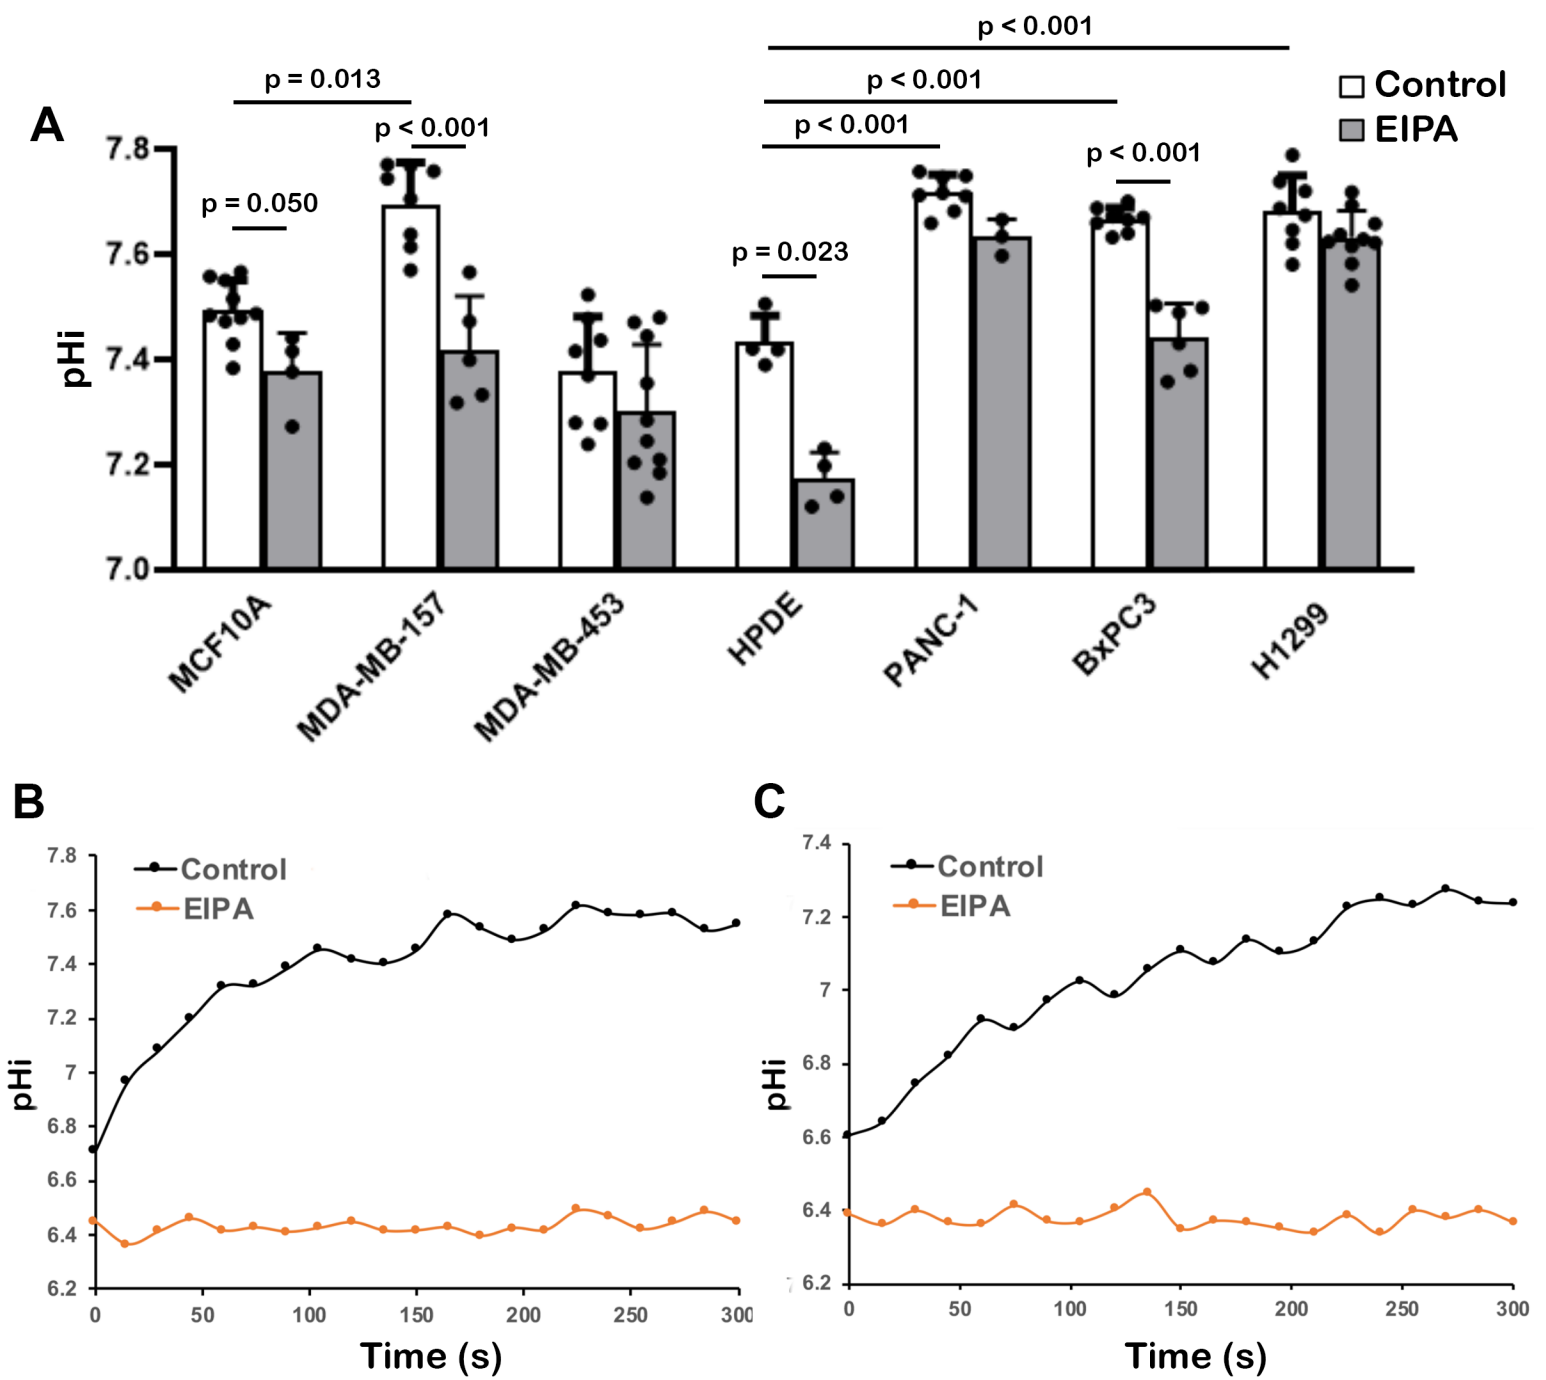 p < 0.001
p = 0.013
p < 0.001
Control
A
p < 0.001
p < 0.001
EIPA
7.8
p < 0.001
p = 0.050
7.6
p = 0.023
pHi
7.4
7.2
7.0
MCF10A
MDA-MB-157
MDA-MB-453
HPDE
PANC-1
BxPC3
H1299
B
7.8
Control
7.6
EIPA
7.4
7.2
7
pHi
6.8
6.6
6.4
6.2
0 50 100 150 200 250 300
Time (s)
C
7.4
Control
EIPA
7.2
7
6.8
pHi
6.6
6.4
6.2
0 50 100 150 200 250 300
Time (s)